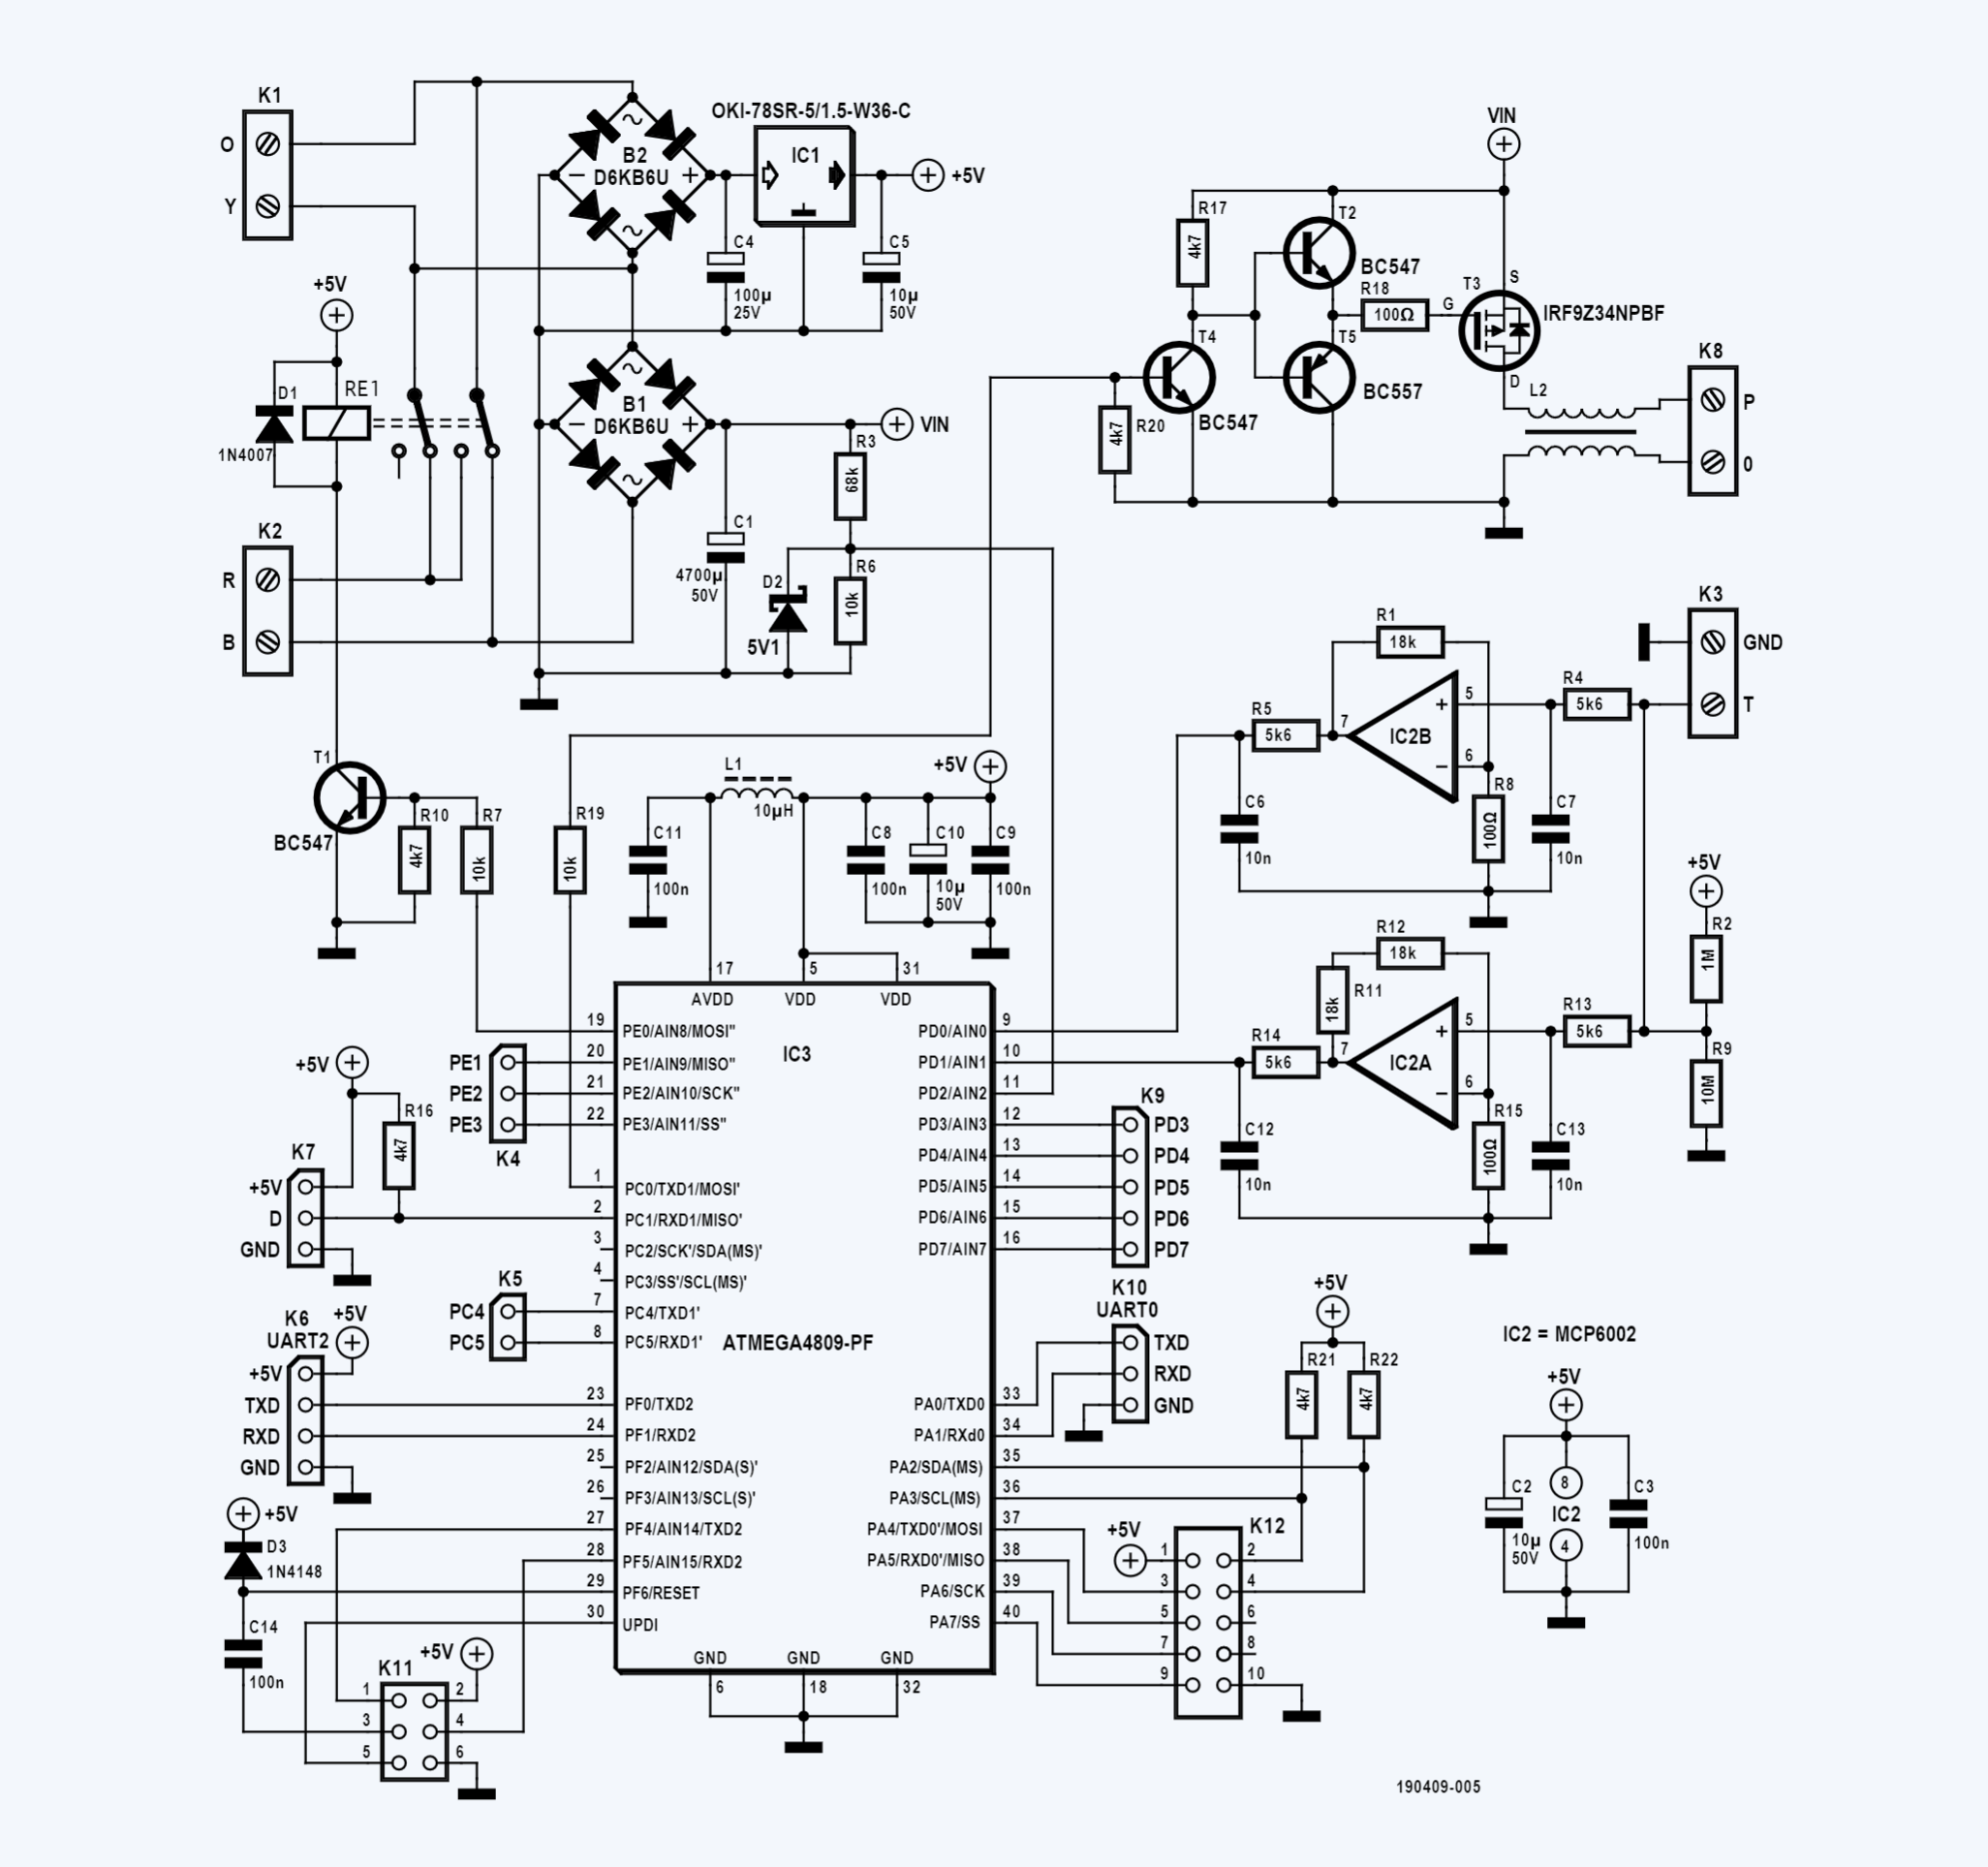 K1
O
Y
B2
D6KB6U
OKI-78SR-5/1.5-W36-C
IC1
+5V
C4
100µ
25V
C5
10µ
50V
+5V
D1
1N4007
RE1
B1
D6KB6U
VIN
R3
68k
R6
10k
C1
4700µ
50V
D2
5V1
K2
R
B
T1
BC547
R10
4k7
R7
10k
R19
10k
VIN
R17
4k7
T2
BC547
R18
100Ω
T3
S
G
D
IRF9Z34NPBF
T4
BC547
T5
BC557
R20
4k7
L2
K8
P
0
K3
GND
T
R1
18k
R4
5k6
R5
5k6
IC2B
+
5
−
6
7
R8
100Ω
C6
10n
C7
10n
+5V
R2
1M
R9
10M
R12
18k
R11
18k
R13
5k6
R14
5k6
IC2A
+
5
−
6
7
R15
100Ω
C12
10n
C13
10n
L1
10µH
+5V
C11
100n
C8
100n
C10
10µ
50V
C9
100n
17
5
31
AVDD
VDD
VDD
IC3
ATMEGA4809-PF
19 PE0/AIN8/MOSI"
20 PE1/AIN9/MISO"
21 PE2/AIN10/SCK"
22 PE3/AIN11/SS"
1 PC0/TXD1/MOSI'
2 PC1/RXD1/MISO'
3 PC2/SCK'/SDA(MS)'
4 PC3/SS'/SCL(MS)'
7 PC4/TXD1'
8 PC5/RXD1'
23 PF0/TXD2
24 PF1/RXD2
25 PF2/AIN12/SDA(S)'
26 PF3/AIN13/SCL(S)'
27 PF4/AIN14/TXD2
28 PF5/AIN15/RXD2
29 PF6/RESET
30 UPDI
PD0/AIN0 9
PD1/AIN1 10
PD2/AIN2 11
PD3/AIN3 12
PD4/AIN4 13
PD5/AIN5 14
PD6/AIN6 15
PD7/AIN7 16
PA0/TXD0 33
PA1/RXd0 34
PA2/SDA(MS) 35
PA3/SCL(MS) 36
PA4/TXD0'/MOSI 37
PA5/RXD0'/MISO 38
PA6/SCK 39
PA7/SS 40
GND
GND
GND
6
18
32
PE1
PE2
PE3
K4
+5V
R16
4k7
K7
+5V
D
GND
K5
PC4
PC5
K6
UART2
+5V
+5V
TXD
RXD
GND
+5V
D3
1N4148
C14
100n
K11
+5V
1 2
3 4
5 6
K9
PD3
PD4
PD5
PD6
PD7
K10
UART0
TXD
RXD
GND
+5V
R21
4k7
R22
4k7
+5V
K12
1 2
3 4
5 6
7 8
9 10
IC2 = MCP6002
+5V
C2
10µ
50V
8
IC2
4
C3
100n
190409-005